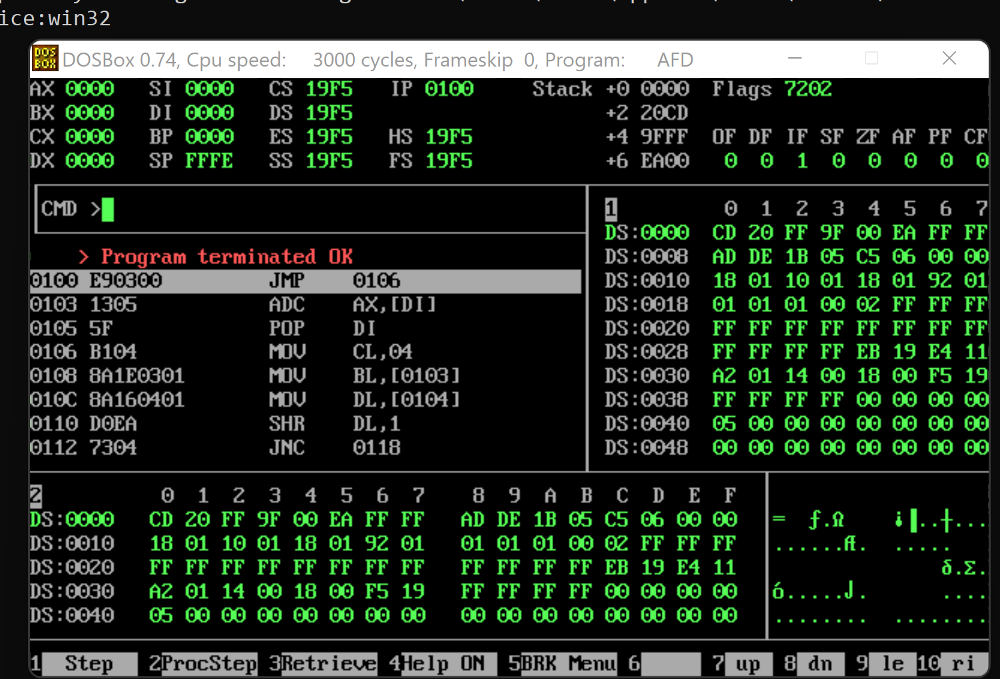 ice:win32
DOSBox 0.74, Cpu speed: 3000 cycles, Frameskip 0, Program: AFD
AX 0000 SI 0000 CS 19F5 IP 0100 Stack +0 0000 Flags 7202
BX 0000 DI 0000 DS 19F5 +2 20CD
CX 0000 BP 0000 ES 19F5 HS 19F5 +4 9FFF OF DF IF SF ZF AF PF CF
DX 0000 SP FFFE SS 19F5 FS 19F5 +6 EA00 0 0 1 0 0 0 0 0
CMD >
> Program terminated OK
0100 E90300 JMP 0106
0103 1305 ADC AX,[DI]
0105 5F POP DI
0106 B104 MOV CL,04
0108 8A1E0301 MOV BL,[0103]
010C 8A160401 MOV DL,[0104]
0110 D0EA SHR DL,1
0112 7304 JNC 0118
1 0 1 2 3 4 5 6 7
DS:0000 CD 20 FF 9F 00 EA FF FF
DS:0008 AD DE 1B 05 C5 06 00 00
DS:0010 18 01 10 01 18 01 92 01
DS:0018 01 01 01 00 02 FF FF FF
DS:0020 FF FF FF FF FF FF FF FF
DS:0028 FF FF FF FF EB 19 E4 11
DS:0030 A2 01 14 00 18 00 F5 19
DS:0038 FF FF FF FF 00 00 00 00
DS:0040 05 00 00 00 00 00 00 00
DS:0048 00 00 00 00 00 00 00 00
2 0 1 2 3 4 5 6 7 8 9 A B C D E F
DS:0000 CD 20 FF 9F 00 EA FF FF AD DE 1B 05 C5 06 00 00 = ƒ.Ω ¡▐..┼...
DS:0010 18 01 10 01 18 01 92 01 01 01 01 00 02 FF FF FF ......Æ. .....
DS:0020 FF FF FF FF FF FF FF FF FF FF FF FF EB 19 E4 11 δ.Σ.
DS:0030 A2 01 14 00 18 00 F5 19 FF FF FF FF 00 00 00 00 ó.....⌡. ....
DS:0040 05 00 00 00 00 00 00 00 00 00 00 00 00 00 00 00 ........ ........
1 Step 2ProcStep 3Retrieve 4Help ON 5BRK Menu 6 7 up 8 dn 9 le 10 ri